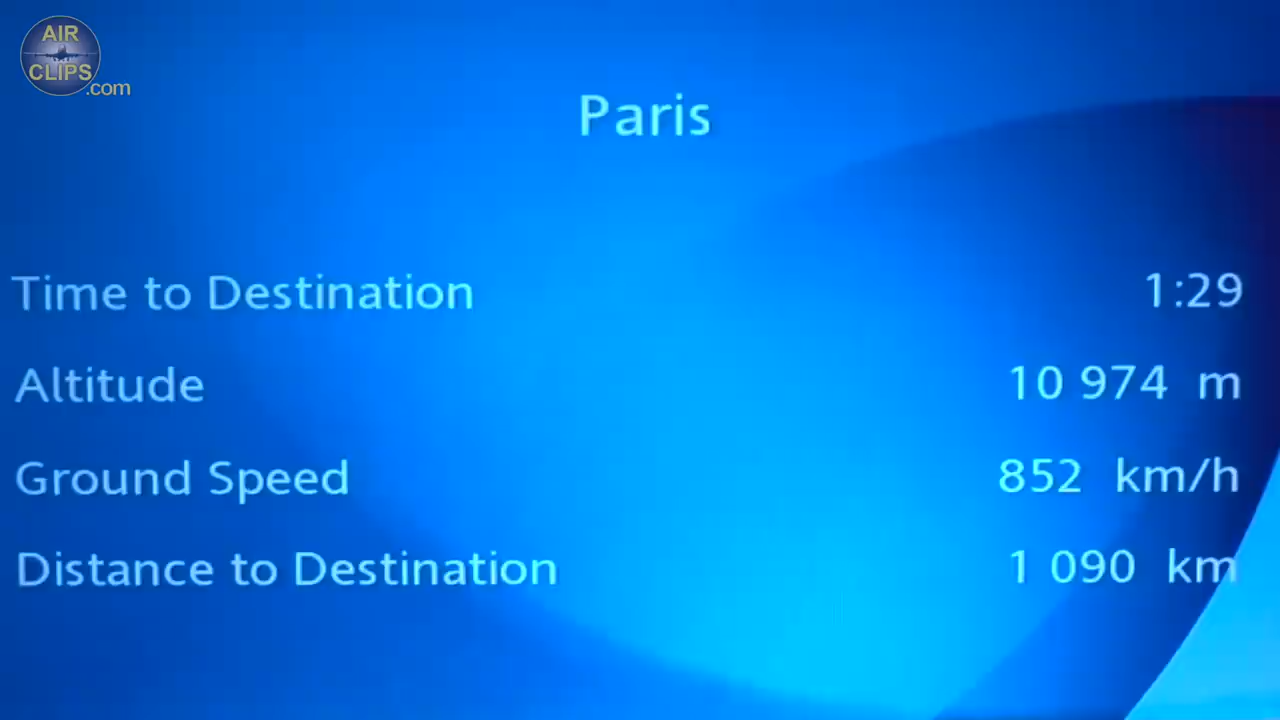 AIR
CLIPS
.com
Paris
Time to Destination 1:29
Altitude 10 974 m
Ground Speed 852 km/h
Distance to Destination 1 090 km